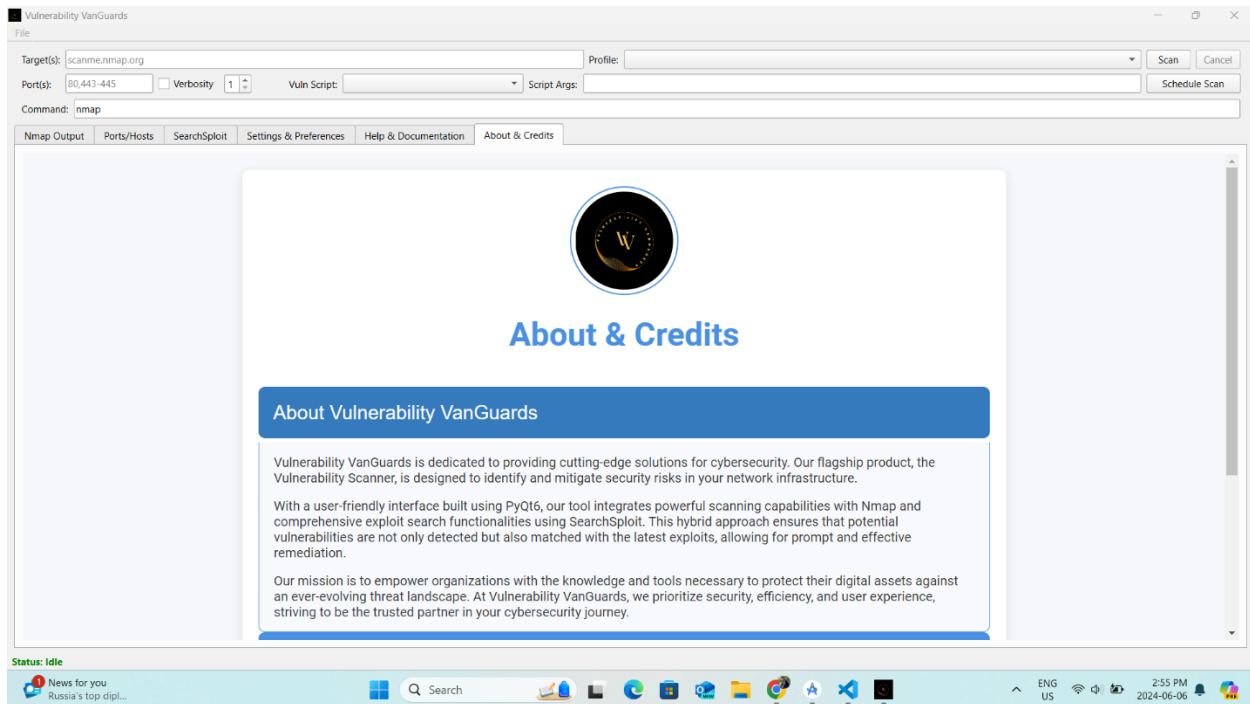 Vulnerability VanGuards
File
Target(s): scanme.nmap.org Profile: Scan Cancel
Port(s): 80,443-445 Verbosity 1 Vuln Script: Script Args: Schedule Scan
Command: nmap
Nmap Output Ports/Hosts SearchSploit Settings & Preferences Help & Documentation About & Credits
VULNERABILITY VANGUARDS
About & Credits
About Vulnerability VanGuards
Vulnerability VanGuards is dedicated to providing cutting-edge solutions for cybersecurity. Our flagship product, the
Vulnerability Scanner, is designed to identify and mitigate security risks in your network infrastructure.
With a user-friendly interface built using PyQt6, our tool integrates powerful scanning capabilities with Nmap and
comprehensive exploit search functionalities using SearchSploit. This hybrid approach ensures that potential
vulnerabilities are not only detected but also matched with the latest exploits, allowing for prompt and effective
remediation.
Our mission is to empower organizations with the knowledge and tools necessary to protect their digital assets against
an ever-evolving threat landscape. At Vulnerability VanGuards, we prioritize security, efficiency, and user experience,
striving to be the trusted partner in your cybersecurity journey.
Status: Idle
1 News for you
Russia's top dipl...
Search
ENG
US
2:55 PM
2024-06-06